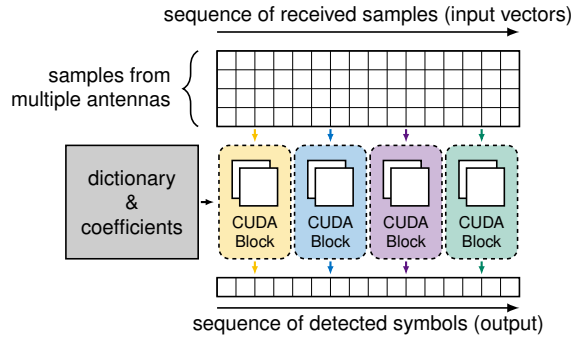 sequence of received samples (input vectors)
samples from
multiple antennas
dictionary
&
coefficients
CUDA
Block
CUDA
Block
CUDA
Block
CUDA
Block
sequence of detected symbols (output)